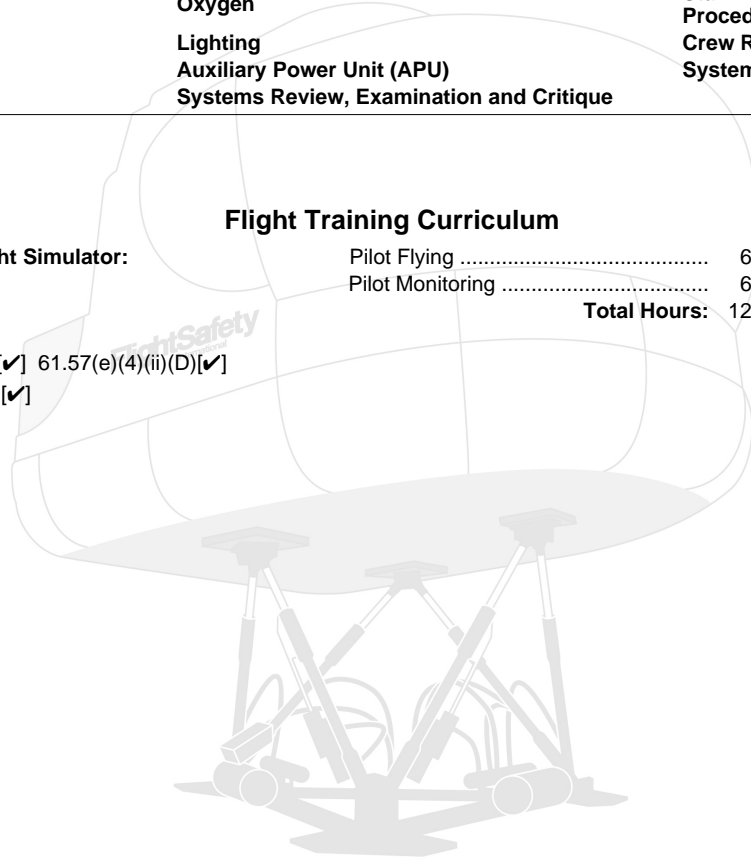 Oxygen
Lighting
Auxiliary Power Unit (APU)
Systems Review, Examination and Critique
Proced
Crew R
System
Flight Training Curriculum
ht Simulator:
Pilot Flying .......................................... 6
Pilot Monitoring ................................... 6
Total Hours: 12
FlightSafety
international
[✔] 61.57(e)(4)(ii)(D)[✔]
[✔]